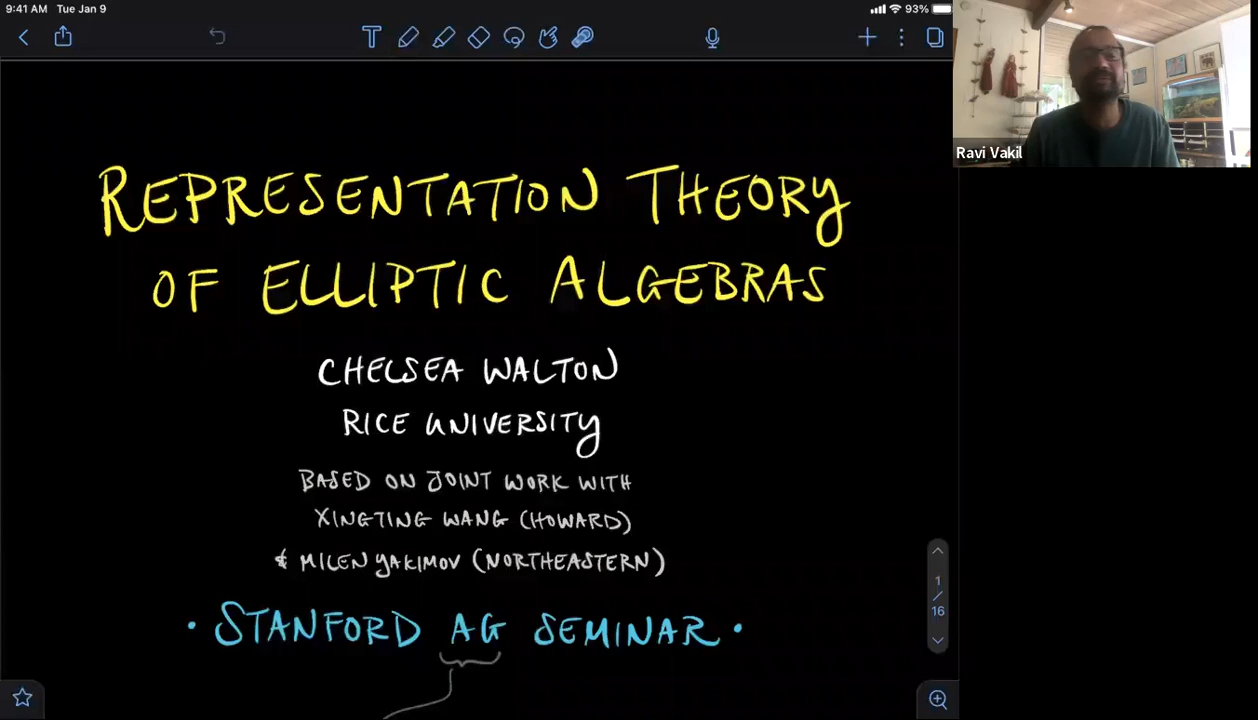 9:41 AM Tue Jan 9
93%
Ravi Vakil
REPRESENTATION THEORY
OF ELLIPTIC ALGEBRAS
CHELSEA WALTON
RICE UNIVERSITY
BASED ON JOINT WORK WITH
XINGTING WANG (HOWARD)
& MILEN YAKIMOV (NORTHEASTERN)
• STANFORD AG SEMINAR •
1
/
16